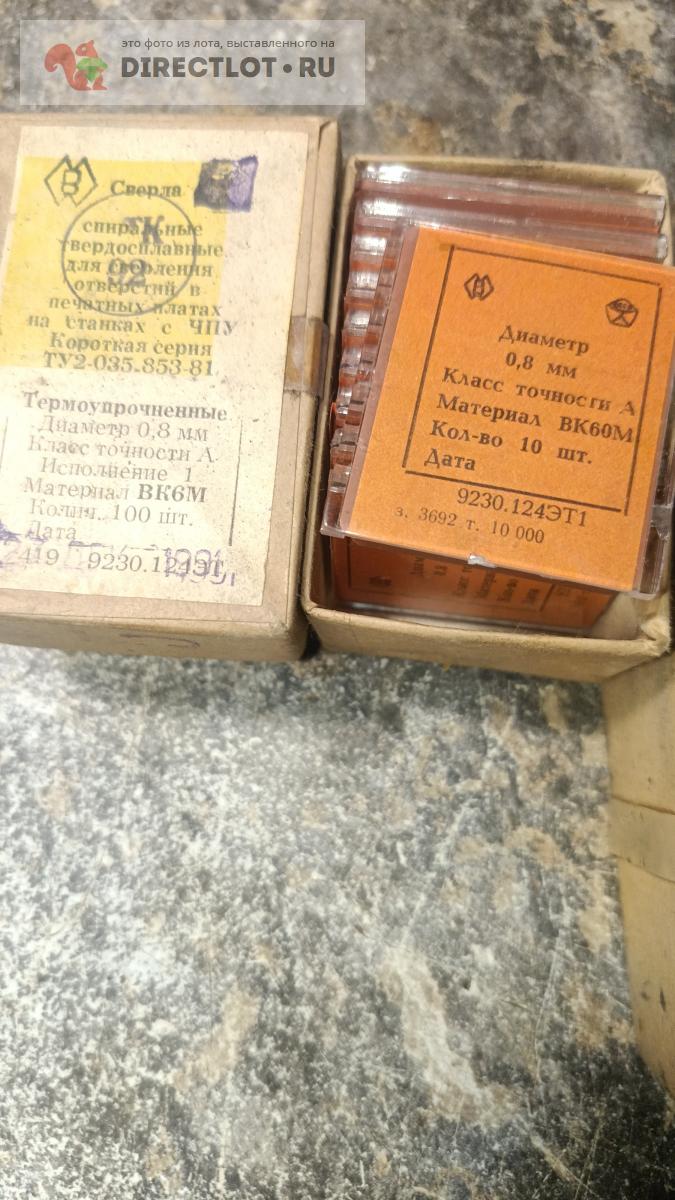 это фото из лота, выставленного на
DIRECTLOT•RU
Сверла
спиральные
твердосплавные
для сверления
отверстий в
печатных платах
на станках с ЧПУ
Короткая серия
ТУ2-035.853-81
Термоупрочненные
Диаметр 0,8 мм
Класс точности А
Исполнение 1
Материал ВК6М
Колич. 100 шт.
Дата
419 9230.124ЭТ
1991
К
02
Диаметр
0,8 мм
Класс точности А
Материал ВК60М
Кол-во 10 шт.
Дата
9230.124ЭТ1
з. 3692 т. 10 000